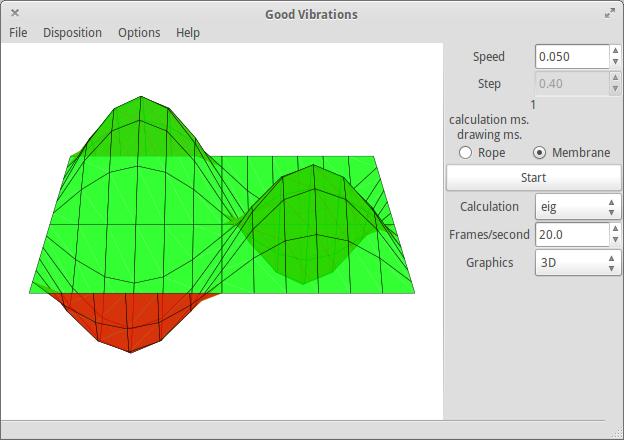 Good Vibrations
File Disposition Options Help
Speed 0.050
Step 0.40
1
calculation ms.
drawing ms.
Rope Membrane
Start
Calculation eig
Frames/second 20.0
Graphics 3D